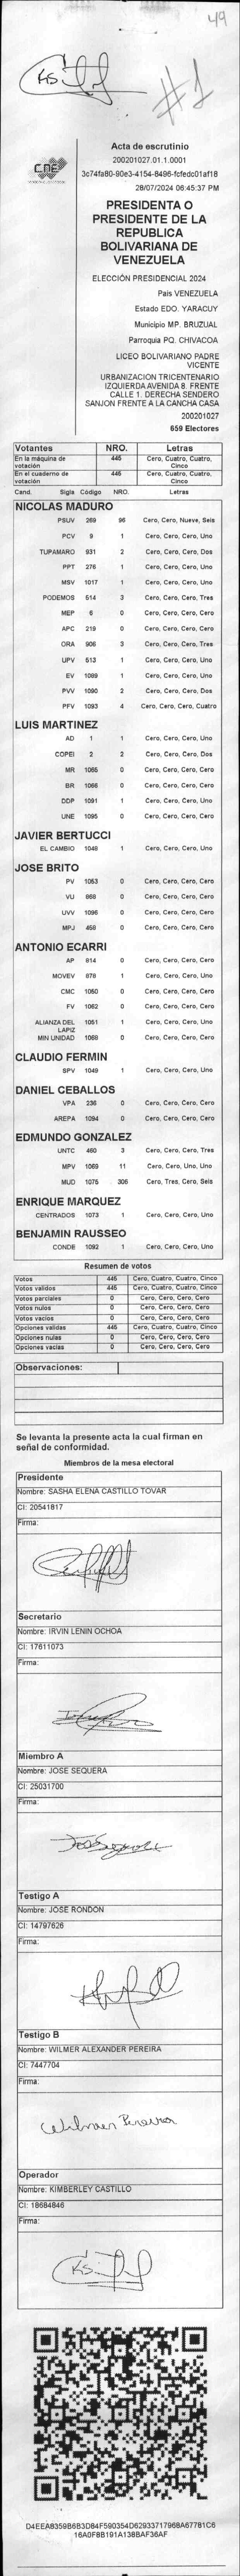 49
#1
CNE
Acta de escrutinio
200201027.01.1.0001
3c74fa80-90e3-4154-8496-fcfedc01af18
28/07/2024 06:45:37 PM
PRESIDENTA O
PRESIDENTE DE LA
REPUBLICA
BOLIVARIANA DE
VENEZUELA
ELECCIÓN PRESIDENCIAL 2024
Pais VENEZUELA
Estado EDO. YARACUY
Municipio MP. BRUZUAL
Parroquia PQ. CHIVACOA
LICEO BOLIVARIANO PADRE
VICENTE
URBANIZACION TRICENTENARIO
IZQUIERDA AVENIDA 8. FRENTE
CALLE 1. DERECHA SENDERO
SANJON FRENTE A LA CANCHA CASA
200201027
659 Electores
Votantes NRO. Letras
En la máquina de votación 445 Cero, Cuatro, Cuatro, Cinco
En el cuaderno de votación 445 Cero, Cuatro, Cuatro, Cinco
Cand. Sigla Código NRO. Letras
NICOLAS MADURO
PSUV 269 96 Cero, Cero, Nueve, Seis
PCV 9 1 Cero, Cero, Cero, Uno
TUPAMARO 931 2 Cero, Cero, Cero, Dos
PPT 276 1 Cero, Cero, Cero, Uno
MSV 1017 1 Cero, Cero, Cero, Uno
PODEMOS 514 3 Cero, Cero, Cero, Tres
MEP 6 0 Cero, Cero, Cero, Cero
APC 219 0 Cero, Cero, Cero, Cero
ORA 906 3 Cero, Cero, Cero, Tres
UPV 513 1 Cero, Cero, Cero, Uno
EV 1089 1 Cero, Cero, Cero, Uno
PVV 1090 2 Cero, Cero, Cero, Dos
PFV 1093 4 Cero, Cero, Cero, Cuatro
LUIS MARTINEZ
AD 1 1 Cero, Cero, Cero, Uno
COPEI 2 2 Cero, Cero, Cero, Dos
MR 1065 0 Cero, Cero, Cero, Cero
BR 1066 0 Cero, Cero, Cero, Cero
DDP 1091 1 Cero, Cero, Cero, Uno
UNE 1095 0 Cero, Cero, Cero, Cero
JAVIER BERTUCCI
EL CAMBIO 1048 1 Cero, Cero, Cero, Uno
JOSE BRITO
PV 1053 0 Cero, Cero, Cero, Cero
VU 868 0 Cero, Cero, Cero, Cero
UVV 1096 0 Cero, Cero, Cero, Cero
MPJ 458 0 Cero, Cero, Cero, Cero
ANTONIO ECARRI
AP 914 0 Cero, Cero, Cero, Cero
MOVEV 878 1 Cero, Cero, Cero, Uno
CMC 1050 0 Cero, Cero, Cero, Cero
FV 1062 0 Cero, Cero, Cero, Cero
ALIANZA DEL LAPIZ 1051 1 Cero, Cero, Cero, Uno
MIN UNIDAD 1068 0 Cero, Cero, Cero, Cero
CLAUDIO FERMIN
SPV 1049 1 Cero, Cero, Cero, Uno
DANIEL CEBALLOS
VPA 236 0 Cero, Cero, Cero, Cero
AREPA 1094 0 Cero, Cero, Cero, Cero
EDMUNDO GONZALEZ
UNTC 460 3 Cero, Cero, Cero, Tres
MPV 1069 11 Cero, Cero, Uno, Uno
MUD 1075 306 Cero, Tres, Cero, Seis
ENRIQUE MARQUEZ
CENTRADOS 1073 1 Cero, Cero, Cero, Uno
BENJAMIN RAUSSEO
CONDE 1092 1 Cero, Cero, Cero, Uno
Resumen de votos
Votos 445 Cero, Cuatro, Cuatro, Cinco
Votos validos 445 Cero, Cuatro, Cuatro, Cinco
Votos parciales 0 Cero, Cero, Cero, Cero
Votos nulos 0 Cero, Cero, Cero, Cero
Votos vacios 0 Cero, Cero, Cero, Cero
Opciones validas 445 Cero, Cuatro, Cuatro, Cinco
Opciones nulas 0 Cero, Cero, Cero, Cero
Opciones vacias 0 Cero, Cero, Cero, Cero
Observaciones:
Se levanta la presente acta la cual firman en
señal de conformidad.
Miembros de la mesa electoral
Presidente
Nombre: SASHA ELENA CASTILLO TOVAR
CI: 20541817
Firma:
Secretario
Nombre: IRVIN LENIN OCHOA
CI: 17611073
Firma:
Miembro A
Nombre: JOSE SEQUERA
CI: 25031700
Firma:
Jose Sequera
Testigo A
Nombre: JOSE RONDON
CI: 14797626
Firma:
Testigo B
Nombre: WILMER ALEXANDER PEREIRA
CI: 7447704
Firma:
Wilmer Pereira
Operador
Nombre: KIMBERLEY CASTILLO
CI: 18684846
Firma:
D4EEA8359B6B3D84F590354D62933717968A67781C6
16A0F8B191A138BAF36AF